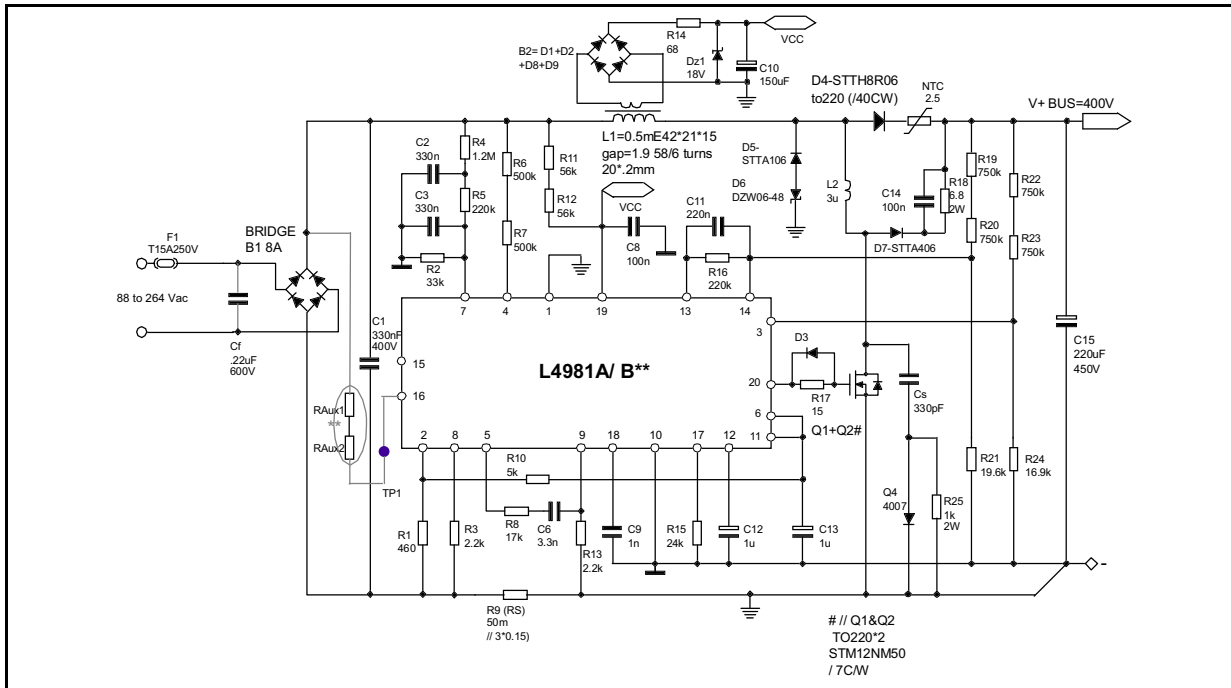 B2= D1+D2
+D8+D9
R14
68
Dz1
18V
C10
150uF
VCC
D4-STTH8R06
to220 (/40CW)
NTC
2.5
V+ BUS=400V
L1=0.5mE42*21*15
gap=1.9 58/6 turns
20*.2mm
C2
330n
R4
1.2M
R6
500k
R11
56k
C3
330n
R5
220k
R12
56k
VCC
R7
500k
C8
100n
R2
33k
C11
220n
R16
220k
D5-
STTA106
D6
DZW06-48
L2
3u
C14
100n
R18
6.8
2W
D7-STTA406
R19
750k
R22
750k
R20
750k
R23
750k
F1
T15A250V
BRIDGE
B1 8A
88 to 264 Vac
Cf
.22uF
600V
C1
330nF
400V
7
4
1
19
13
14
3
15
16
L4981A/ B**
20
6
11
2
8
5
9
18
10
17
12
D3
R17
15
Q1+Q2#
Cs
330pF
C15
220uF
450V
RAux1
**
RAux2
TP1
R10
5k
R8
17k
C6
3.3n
R1
460
R3
2.2k
R13
2.2k
C9
1n
R15
24k
C12
1u
C13
1u
Q4
4007
R25
1k
2W
R21
19.6k
R24
16.9k
-
R9 (RS)
50m
// 3*0.15)
# // Q1&Q2
TO220*2
STM12NM50
/ 7C/W